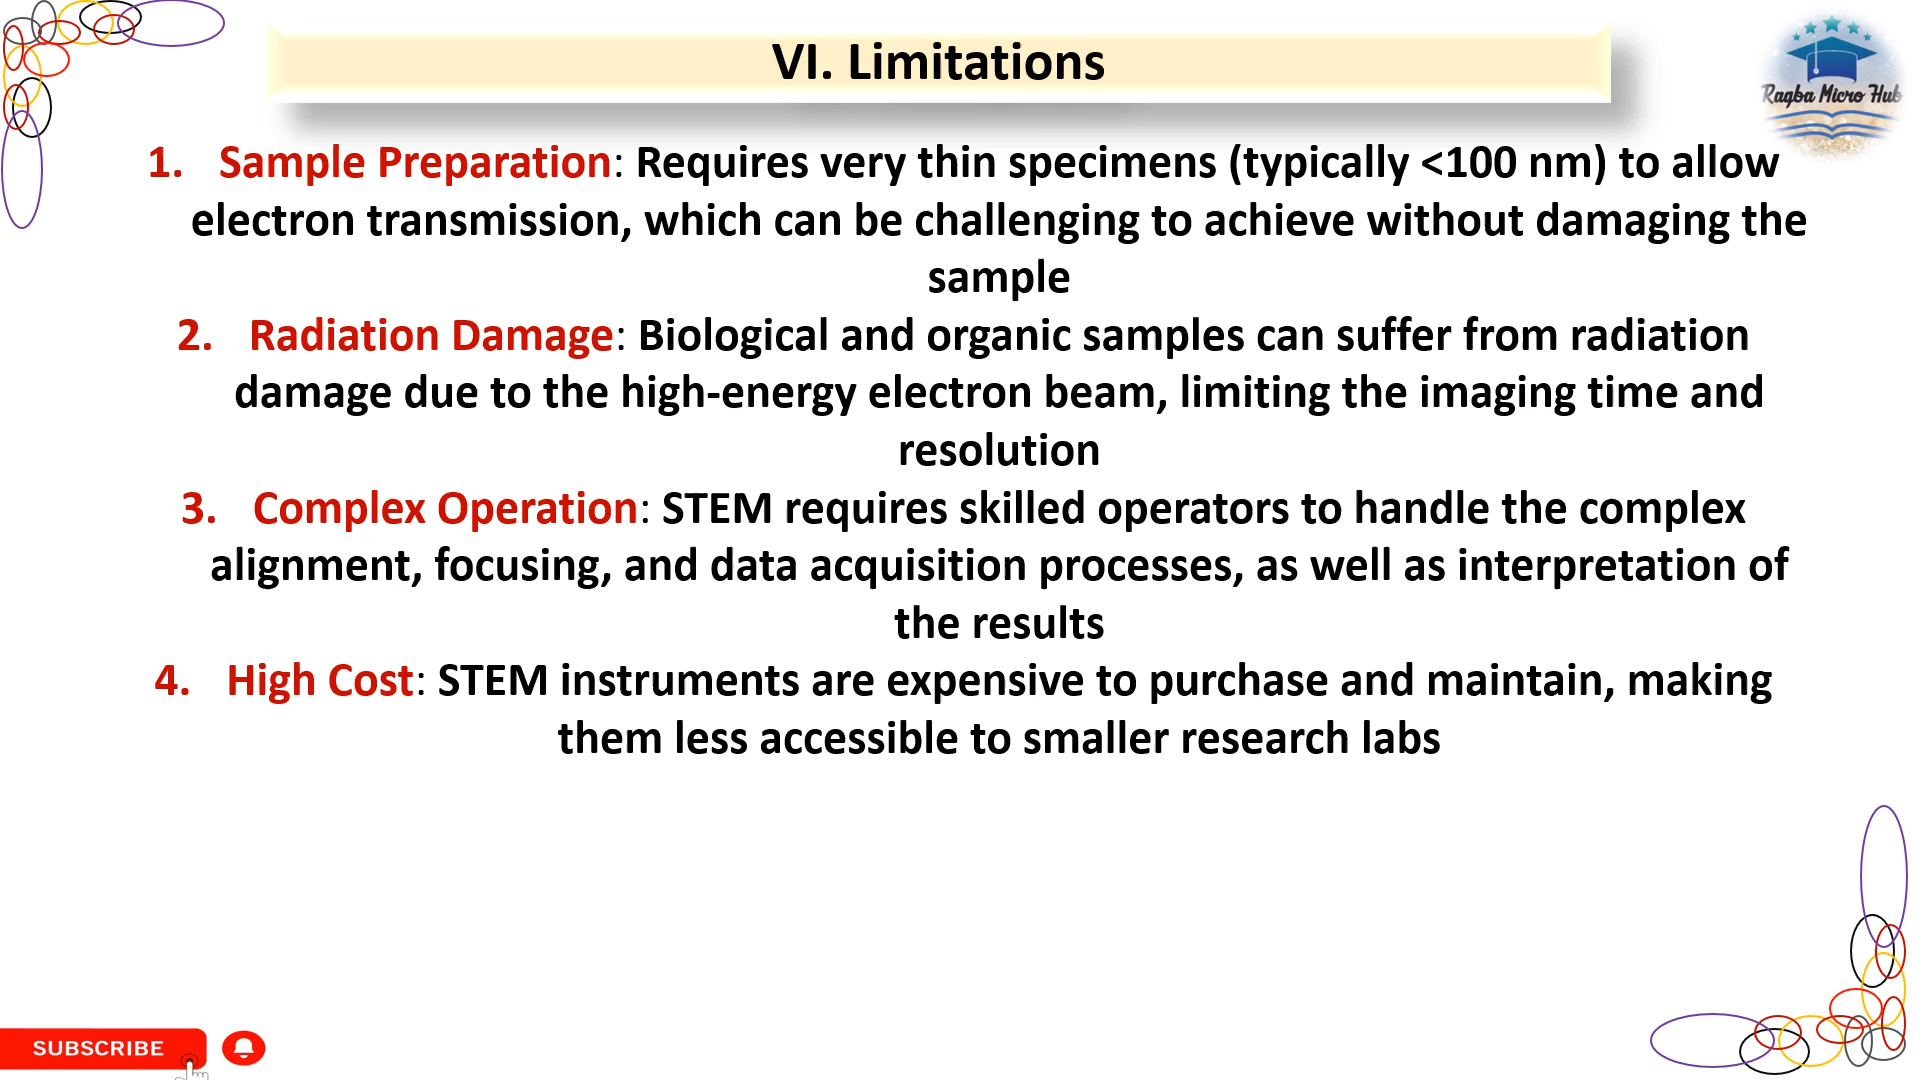 VI. Limitations
Raqba Micro Hub
1. Sample Preparation: Requires very thin specimens (typically <100 nm) to allow
electron transmission, which can be challenging to achieve without damaging the
sample
2. Radiation Damage: Biological and organic samples can suffer from radiation
damage due to the high-energy electron beam, limiting the imaging time and
resolution
3. Complex Operation: STEM requires skilled operators to handle the complex
alignment, focusing, and data acquisition processes, as well as interpretation of
the results
4. High Cost: STEM instruments are expensive to purchase and maintain, making
them less accessible to smaller research labs
SUBSCRIBE